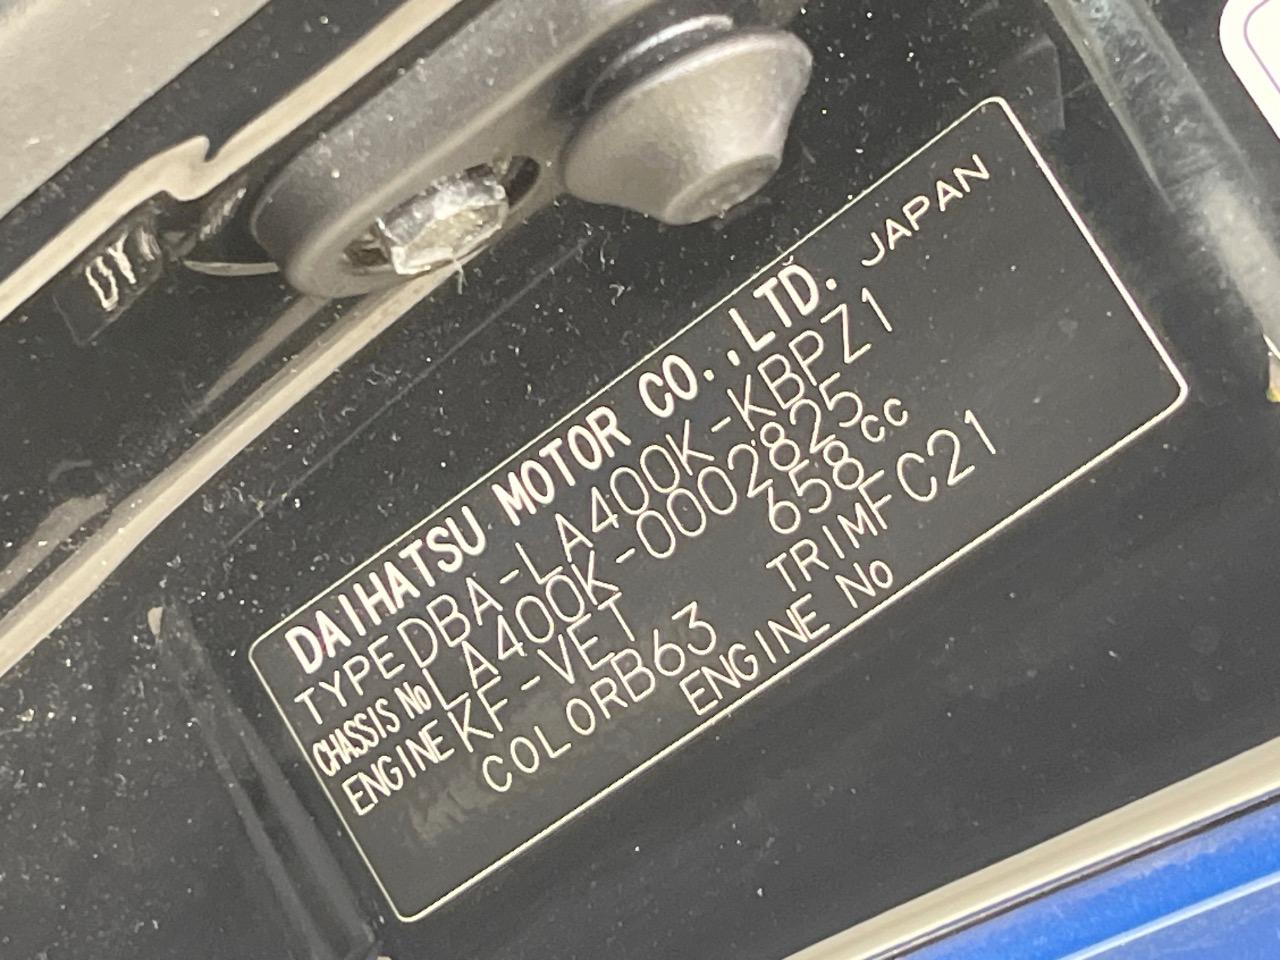 DAIHATSU MOTOR CO.,LTD. JAPAN
TYPE DBA-LA400K-KBPZ1
CHASSIS No LA400K-0002825
ENGINE KF-VET 658cc
COLOR B63 TRIM FC21
ENGINE No